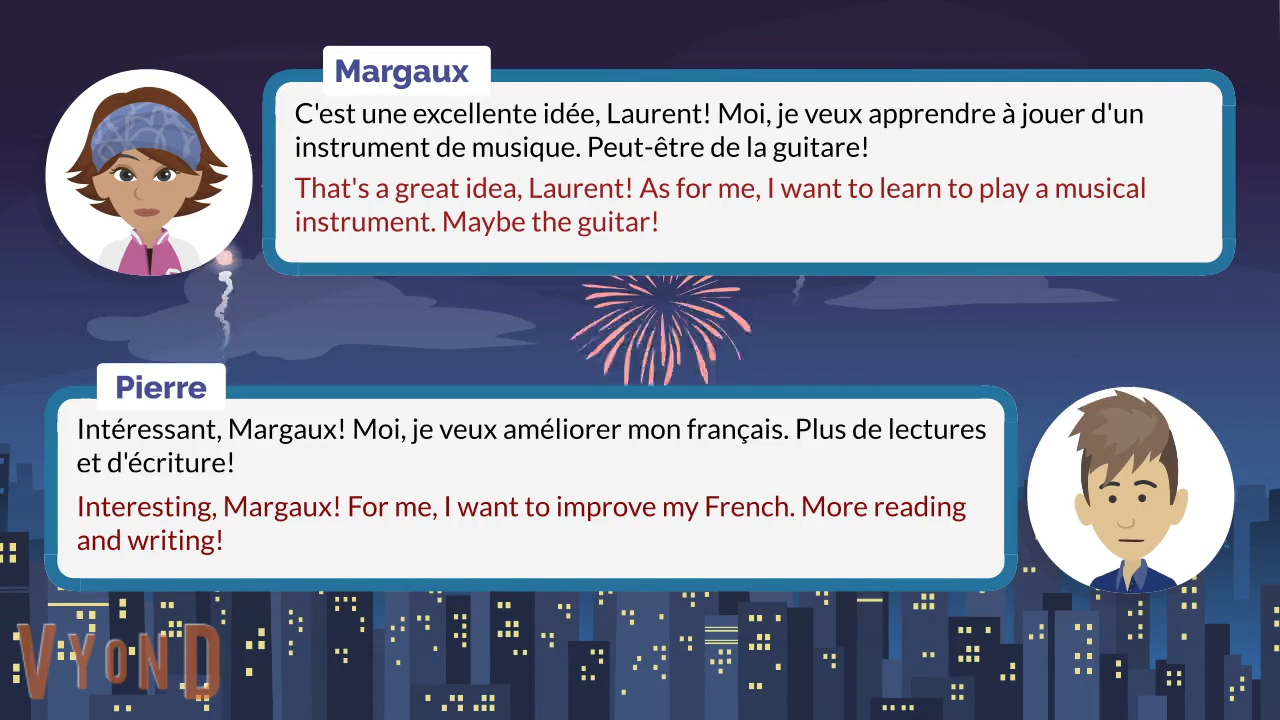 Margaux
C'est une excellente idée, Laurent! Moi, je veux apprendre à jouer d'un
instrument de musique. Peut-être de la guitare!
That's a great idea, Laurent! As for me, I want to learn to play a musical
instrument. Maybe the guitar!
Pierre
Intéressant, Margaux! Moi, je veux améliorer mon français. Plus de lectures
et d'écriture!
Interesting, Margaux! For me, I want to improve my French. More reading
and writing!
VYOND